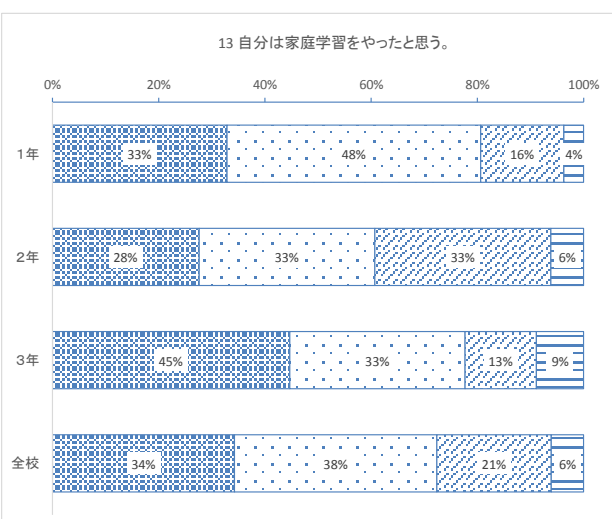 13 自分は家庭学習をやったと思う。
0% 20% 40% 60% 80% 100%
1年 33% 48% 16% 4%
2年 28% 33% 33% 6%
3年 45% 33% 13% 9%
全校 34% 38% 21% 6%